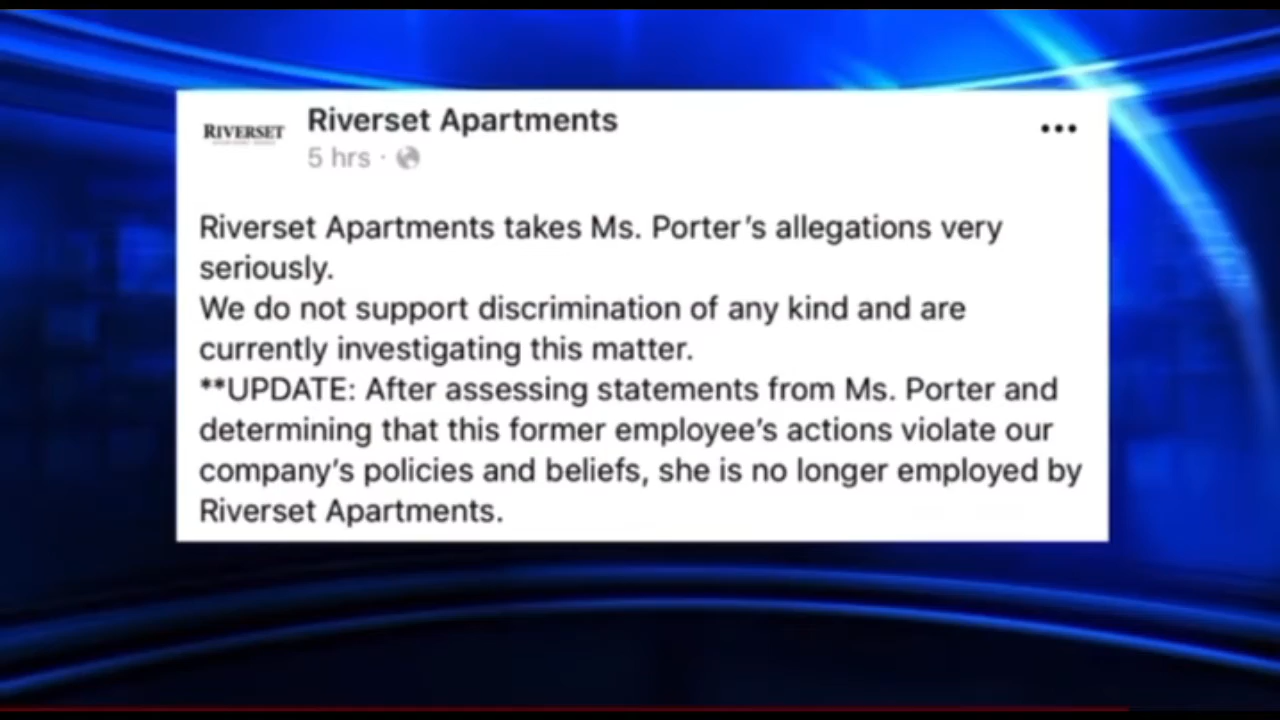 RIVERSET
Riverset Apartments
5 hrs ·
Riverset Apartments takes Ms. Porter's allegations very
seriously.
We do not support discrimination of any kind and are
currently investigating this matter.
**UPDATE: After assessing statements from Ms. Porter and
determining that this former employee's actions violate our
company's policies and beliefs, she is no longer employed by
Riverset Apartments.